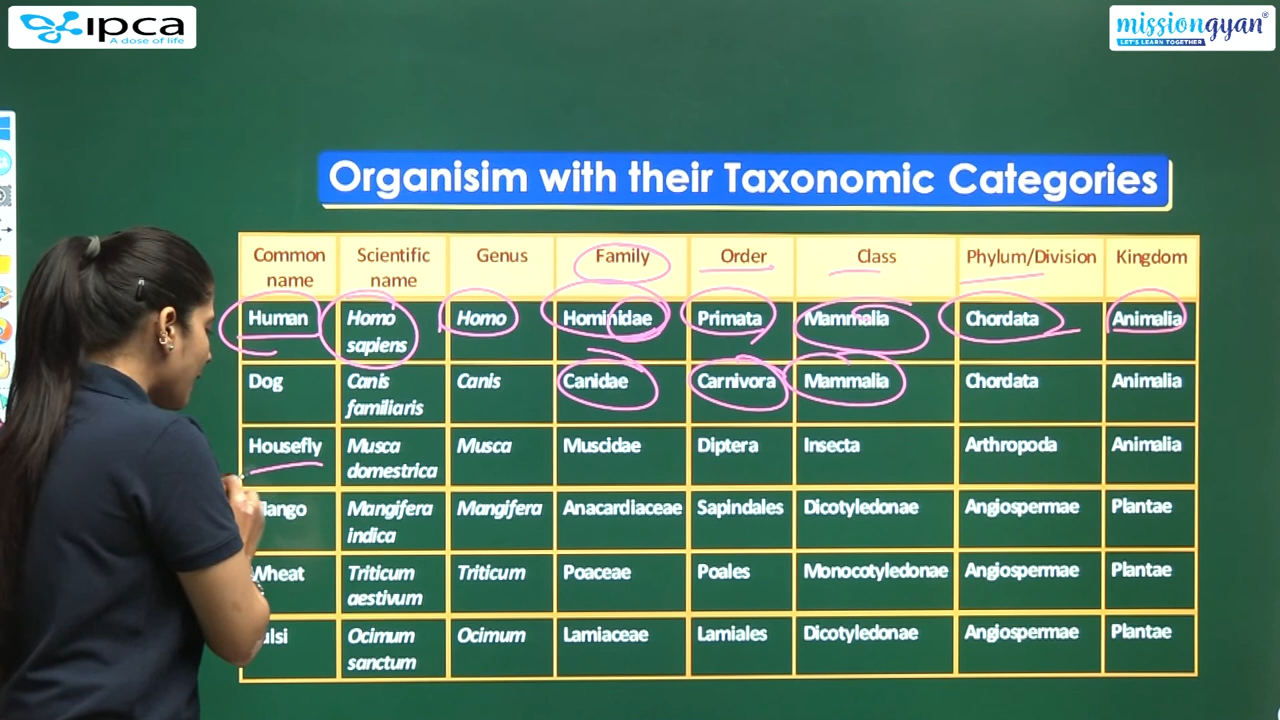 ipca
A dose of life
missiongyan®
LET'S LEARN TOGETHER
Organisim with their Taxonomic Categories
Common name Scientific name Genus Family Order Class Phylum/Division Kingdom
Human Homo sapiens Homo Hominidae Primata Mammalia Chordata Animalia
Dog Canis familiaris Canis Canidae Carnivora Mammalia Chordata Animalia
Housefly Musca domestrica Musca Muscidae Diptera Insecta Arthropoda Animalia
Mangifera indica Mangifera Anacardiaceae Sapindales Dicotyledonae Angiospermae Plantae
Wheat Triticum aestivum Triticum Poaceae Poales Monocotyledonae Angiospermae Plantae
Ocimum sanctum Ocimum Lamiaceae Lamiales Dicotyledonae Angiospermae Plantae